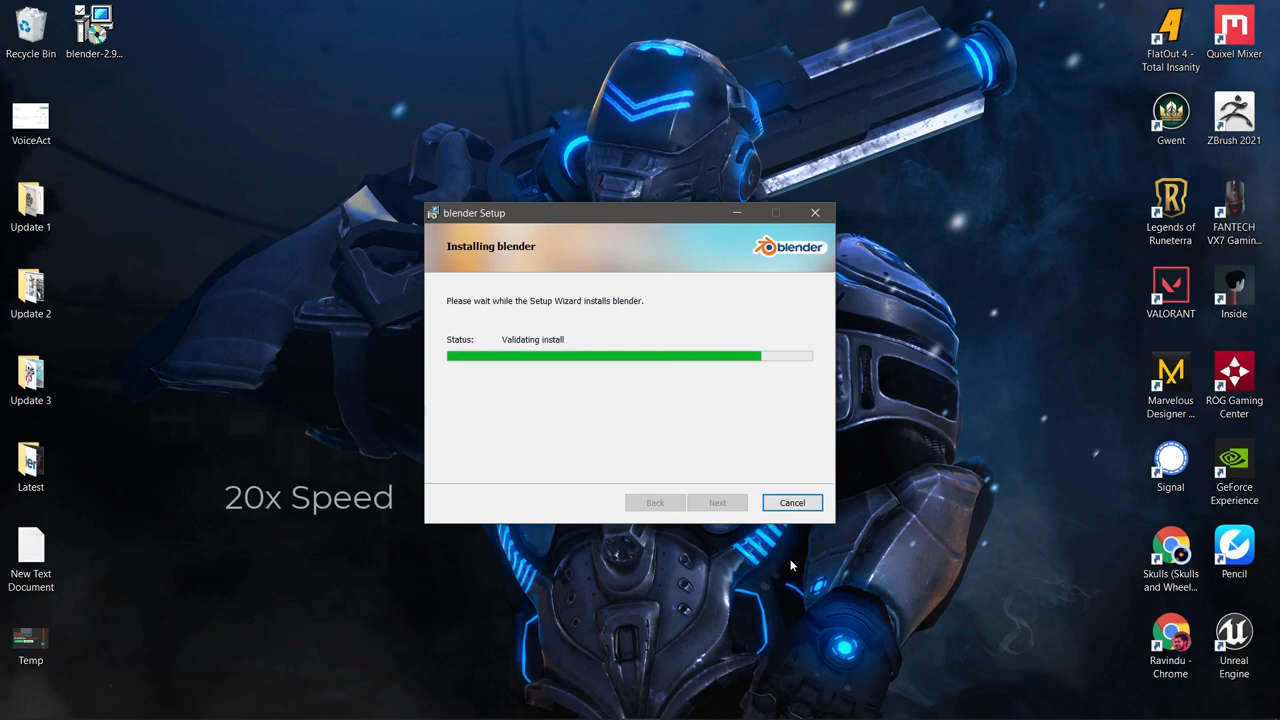 Recycle Bin
blender-2.9...
VoiceAct
Update 1
Update 2
Update 3
Latest
New Text
Document
Temp
20x Speed
blender Setup
Installing blender
blender
Please wait while the Setup Wizard installs blender.
Status:
Validating install
Back
Next
Cancel
FlatOut 4 -
Total Insanity
Quixel Mixer
Gwent
ZBrush 2021
Legends of
Runeterra
FANTECH
VX7 Gamin...
VALORANT
Inside
Marvelous
Designer ...
ROG Gaming
Center
Signal
GeForce
Experience
Skulls (Skulls
and Wheel...
Pencil
Ravindu -
Chrome
Unreal
Engine